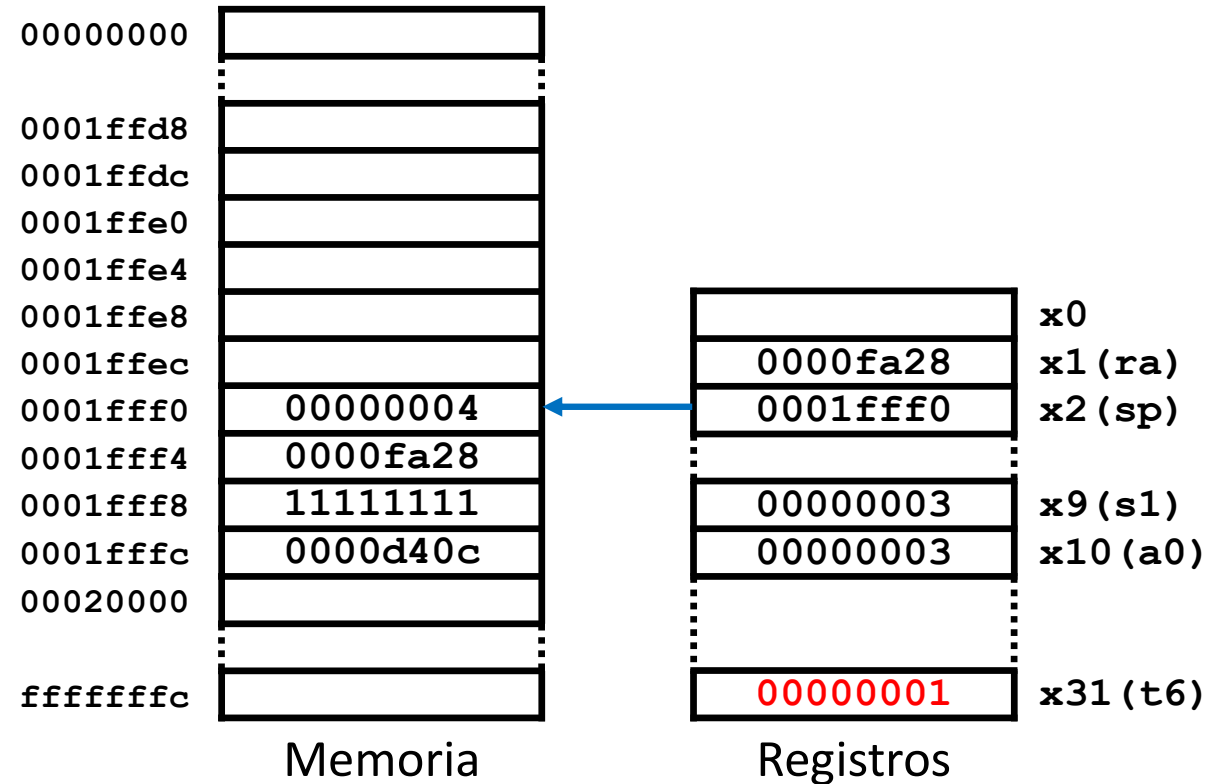 00000000
0001ffd8
0001ffdc
0001ffe0
0001ffe4
0001ffe8 x0
0001ffec 0000fa28 x1(ra)
0001fff0 00000004 0001fff0 x2(sp)
0001fff4 0000fa28
0001fff8 11111111 00000003 x9(s1)
0001fffc 0000d40c 00000003 x10(a0)
00020000
fffffffc 00000001 x31(t6)
Memoria Registros